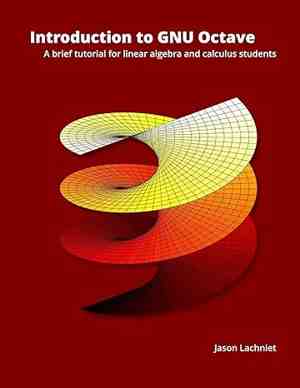 Introduction to GNU Octave
A brief tutorial for linear algebra and calculus students
Jason Lachniet